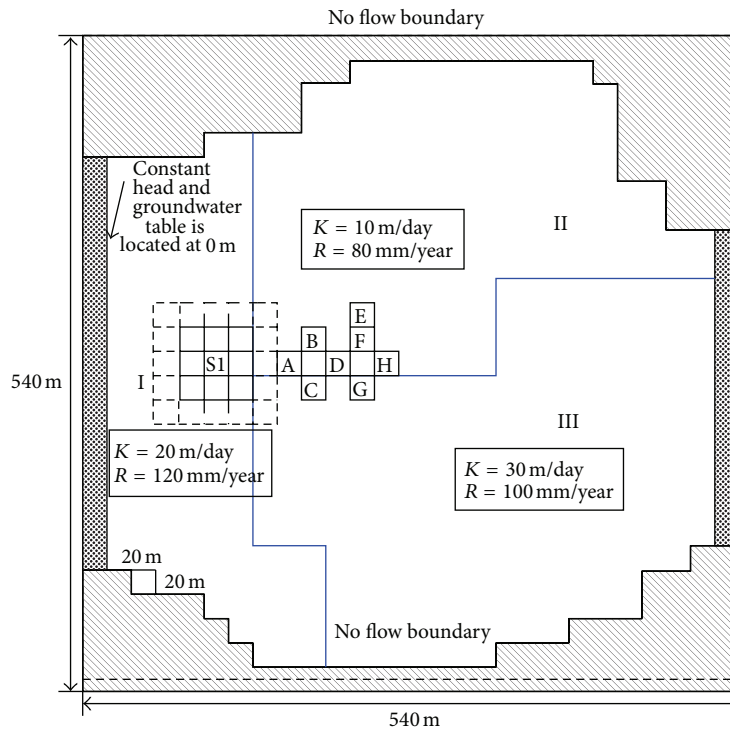 No flow boundary
Constant
head and
groundwater
table is
located at 0 m
K = 10 m/day
R = 80 mm/year
II
E
B
F
S1
A
D
H
I
C
G
540 m
III
K = 20 m/day
R = 120 mm/year
K = 30 m/day
R = 100 mm/year
20 m
20 m
No flow boundary
540 m